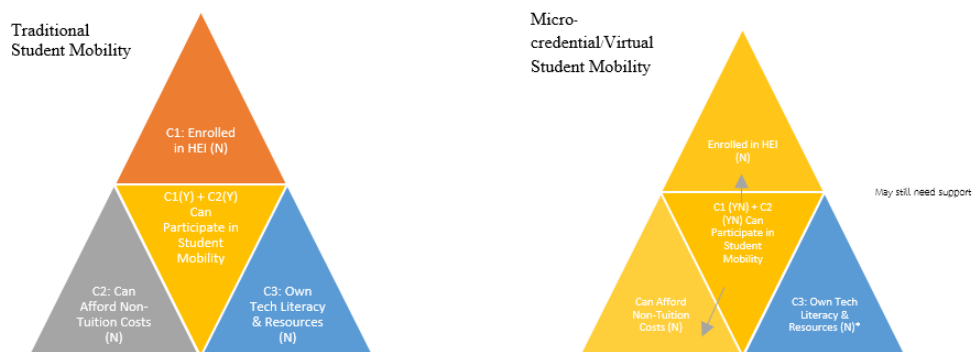 Traditional
Student Mobility
C1: Enrolled
in HEI (N)
C1(Y) + C2(Y)
Can
Participate in
Student
Mobility
C2: Can
Afford Non-
Tuition Costs
(N)
C3: Own
Tech Literacy
& Resources
(N)
Micro-
credential/Virtual
Student Mobility
Enrolled in HEI
(N)
May still need support
C1 (YN) + C2
(YN) Can
Participate in
Student
Mobility
Can Afford
Non-Tuition
Costs (N)
C3: Own Tech
Literacy &
Resources (N)*